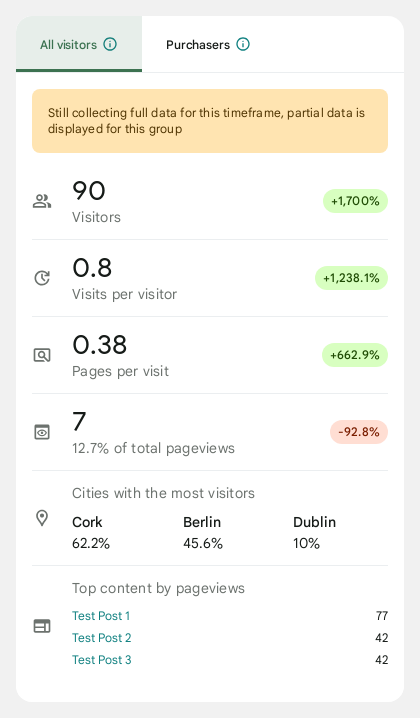 All visitors
Purchasers
Still collecting full data for this timeframe, partial data is
displayed for this group
90
Visitors
+1,700%
0.8
Visits per visitor
+1,238.1%
0.38
Pages per visit
+662.9%
7
12.7% of total pageviews
-92.8%
Cities with the most visitors
Cork Berlin Dublin
62.2% 45.6% 10%
Top content by pageviews
Test Post 1 77
Test Post 2 42
Test Post 3 42